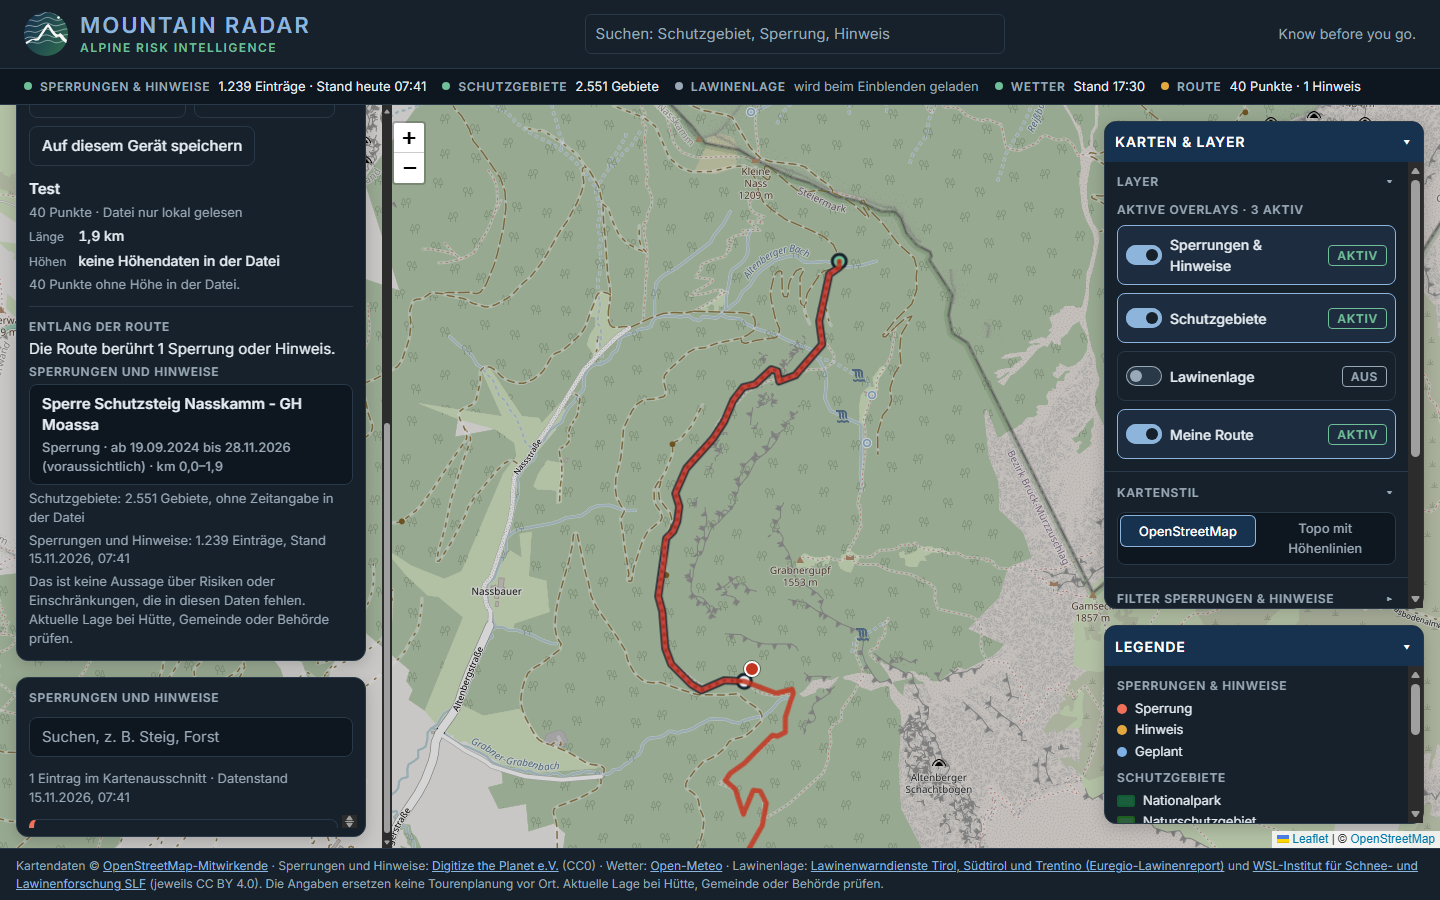 MOUNTAIN RADAR
ALPINE RISK INTELLIGENCE
Suchen: Schutzgebiet, Sperrung, Hinweis
Know before you go.
SPERRUNGEN & HINWEISE 1.239 Einträge · Stand heute 07:41
SCHUTZGEBIETE 2.551 Gebiete
LAWINENLAGE wird beim Einblenden geladen
WETTER Stand 17:30
ROUTE 40 Punkte · 1 Hinweis
Auf diesem Gerät speichern
Test
40 Punkte · Datei nur lokal gelesen
Länge 1,9 km
Höhen keine Höhendaten in der Datei
40 Punkte ohne Höhe in der Datei.
ENTLANG DER ROUTE
Die Route berührt 1 Sperrung oder Hinweis.
SPERRUNGEN UND HINWEISE
Sperre Schutzsteig Nasskamm - GH
Moassa
Sperrung · ab 19.09.2024 bis 28.11.2026
(voraussichtlich) · km 0,0–1,9
Schutzgebiete: 2.551 Gebiete, ohne Zeitangabe in
der Datei
Sperrungen und Hinweise: 1.239 Einträge, Stand
15.11.2026, 07:41
Das ist keine Aussage über Risiken oder
Einschränkungen, die in diesen Daten fehlen.
Aktuelle Lage bei Hütte, Gemeinde oder Behörde
prüfen.
SPERRUNGEN UND HINWEISE
Suchen, z. B. Steig, Forst
1 Eintrag im Kartenausschnitt · Datenstand
15.11.2026, 07:41
+
−
Kleine
Nass
1209 m
Steiermark
Altenberger Bach
Nassstraße
Bezirk Bruck-Mürzzuschlag
Grabnergupf
1553 m
Nassbauer
Gamseck
1857 m
Altenbergstraße
Grabner-Grabenbach
Altenberger
Schachtbogen
KARTEN & LAYER
LAYER
AKTIVE OVERLAYS · 3 AKTIV
Sperrungen &
Hinweise
AKTIV
Schutzgebiete AKTIV
Lawinenlage AUS
Meine Route AKTIV
KARTENSTIL
OpenStreetMap
Topo mit
Höhenlinien
FILTER SPERRUNGEN & HINWEISE
LEGENDE
SPERRUNGEN & HINWEISE
Sperrung
Hinweis
Geplant
SCHUTZGEBIETE
Nationalpark
Naturschutzgebiet
Leaflet | © OpenStreetMap
Kartendaten © OpenStreetMap-Mitwirkende · Sperrungen und Hinweise: Digitize the Planet e.V. (CC0) · Wetter: Open-Meteo · Lawinenlage: Lawinenwarndienste Tirol, Südtirol und Trentino (Euregio-Lawinenreport) und WSL-Institut für Schnee- und
Lawinenforschung SLF (jeweils CC BY 4.0). Die Angaben ersetzen keine Tourenplanung vor Ort. Aktuelle Lage bei Hütte, Gemeinde oder Behörde prüfen.